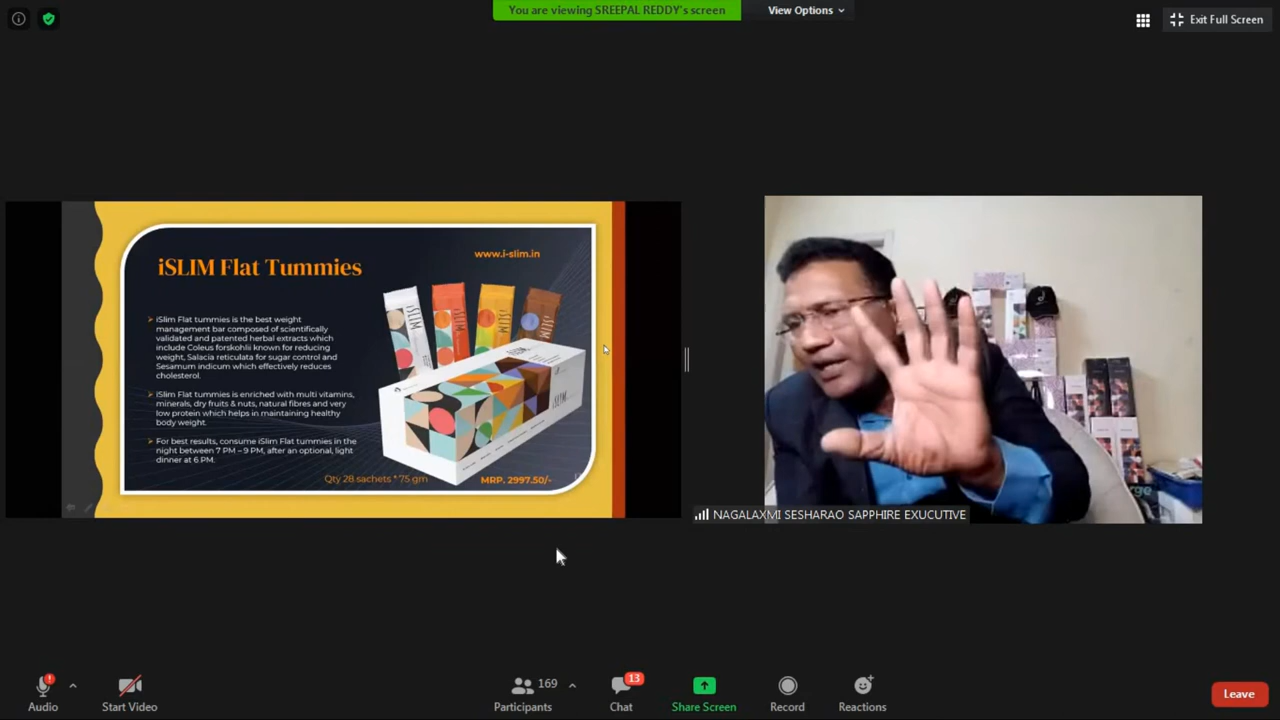 You are viewing SREEPAL REDDY's screen
View Options
Exit Full Screen
iSLIM Flat Tummies
www.i-slim.in
iSlim Flat tummies is the best weight
management bar composed of scientifically
validated and patented herbal extracts which
include Coleus forskohlii known for reducing
weight, Salacia reticulata for sugar control and
Sesamum indicum which effectively reduces
cholesterol.
iSlim Flat tummies is enriched with multi vitamins,
minerals, dry fruits & nuts, natural fibres and very
low protein which helps in maintaining healthy
body weight.
For best results, consume iSlim Flat tummies in the
night between 7 PM – 9 PM, after an optional, light
dinner at 6 PM.
iSLIM
iSLIM
iSLIM
iSLIM
iSLIM
Qty 28 sachets * 75 gm
MRP. 2997.50/-
NAGALAXMI SESHARAO SAPPHIRE EXUCUTIVE
169
13
Audio
Start Video
Participants
Chat
Share Screen
Record
Reactions
Leave